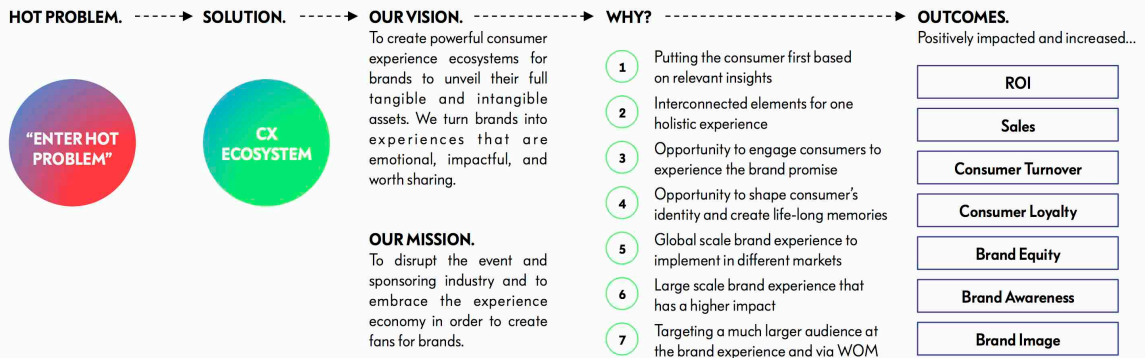 HOT PROBLEM.
"ENTER HOT
PROBLEM"
SOLUTION.
CX
ECOSYSTEM
OUR VISION.
To create powerful consumer
experience ecosystems for
brands to unveil their full
tangible and intangible
assets. We turn brands into
experiences that are
emotional, impactful, and
worth sharing.
OUR MISSION.
To disrupt the event and
sponsoring industry and to
embrace the experience
economy in order to create
fans for brands.
WHY?
1
Putting the consumer first based
on relevant insights
2
Interconnected elements for one
holistic experience
3
Opportunity to engage consumers to
experience the brand promise
4
Opportunity to shape consumer's
identity and create life-long memories
5
Global scale brand experience to
implement in different markets
6
Large scale brand experience that
has a higher impact
7
Targeting a much larger audience at
the brand experience and via WOM
OUTCOMES.
Positively impacted and increased...
ROI
Sales
Consumer Turnover
Consumer Loyalty
Brand Equity
Brand Awareness
Brand Image